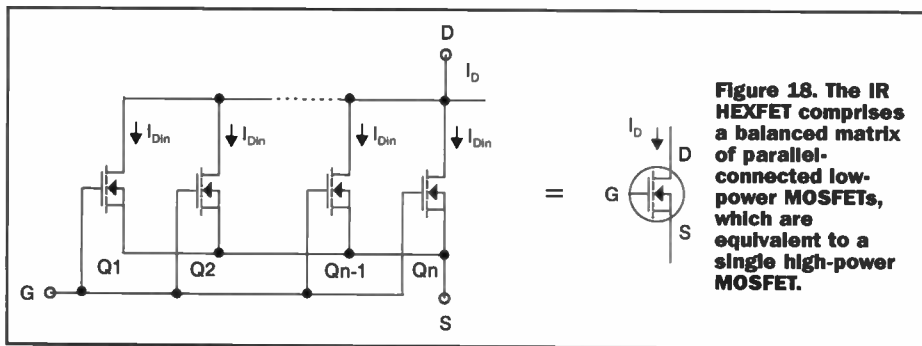 D
I_D
I_Din I_Din I_Din I_Din
Q1 Q2 Qn-1 Qn
G
S
=
I_D
D
G
S
Figure 18. The IR
HEXFET comprises
a balanced matrix
of parallel-
connected low-
power MOSFETs,
which are
equivalent to a
single high-power
MOSFET.